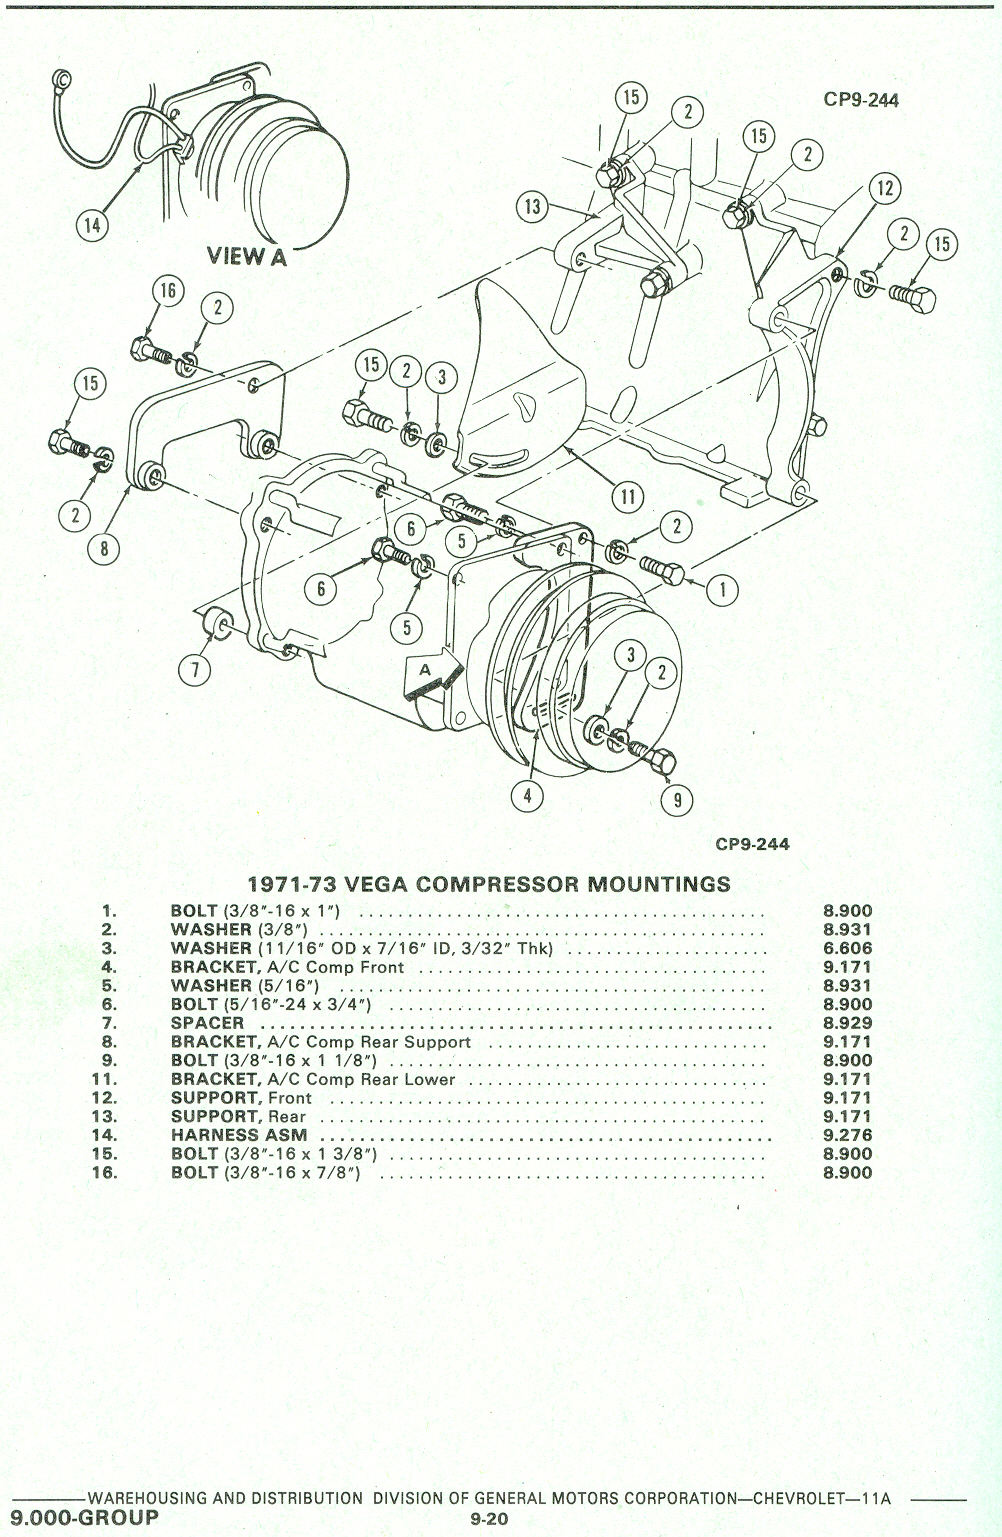 CP9-244
15
2
15
2
12
13
2
15
14
VIEW A
16
2
15
2
3
15
11
2
8
6
5
2
6
5
1
7
A
3
2
4
9
CP9-244
1971-73 VEGA COMPRESSOR MOUNTINGS
1. BOLT (3/8"-16 x 1") ........................................ 8.900
2. WASHER (3/8") ........................................ 8.931
3. WASHER (11/16" OD x 7/16" ID, 3/32" Thk) .................... 6.606
4. BRACKET, A/C Comp Front .................................. 9.171
5. WASHER (5/16") ........................................ 8.931
6. BOLT (5/16"-24 x 3/4") ..................................... 8.900
7. SPACER .............................................. 8.929
8. BRACKET, A/C Comp Rear Support ........................... 9.171
9. BOLT (3/8"-16 x 1 1/8") ..................................... 8.900
11. BRACKET, A/C Comp Rear Lower ............................. 9.171
12. SUPPORT, Front .......................................... 9.171
13. SUPPORT, Rear ........................................... 9.171
14. HARNESS ASM ......................................... 9.276
15. BOLT (3/8"-16 x 1 3/8") ..................................... 8.900
16. BOLT (3/8"-16 x 7/8") ...................................... 8.900
WAREHOUSING AND DISTRIBUTION DIVISION OF GENERAL MOTORS CORPORATION—CHEVROLET—11A
9.000-GROUP 9-20